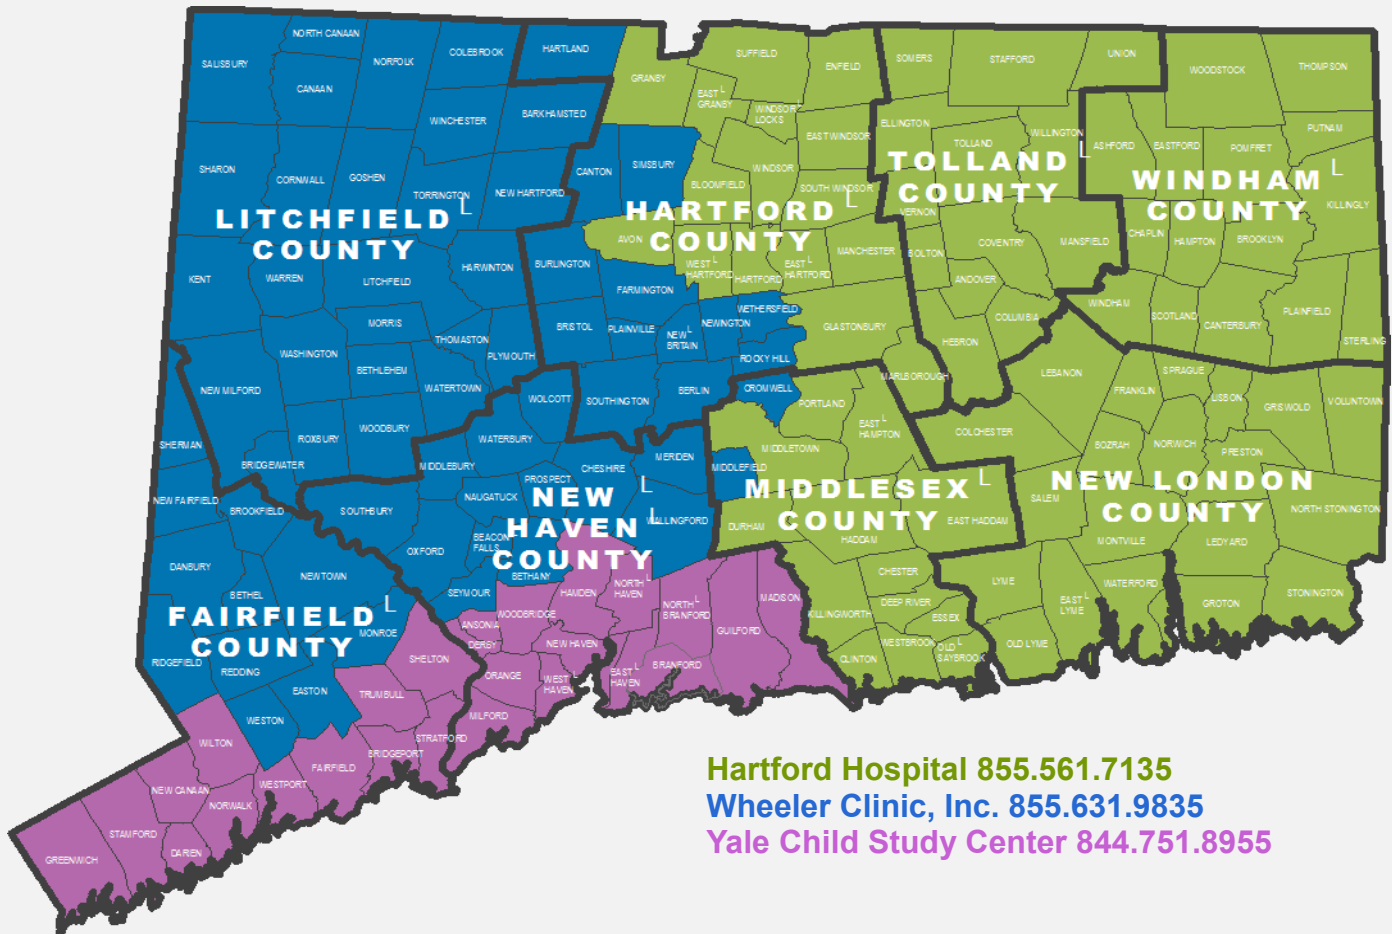 SALISBURY
NORTH CANAAN
CANAAN
NORFOLK
COLEBROOK
HARTLAND
GRANBY
SUFFIELD
EAST
GRANBY
WINDSOR
LOCKS
ENFIELD
SOMERS
STAFFORD
UNION
WOODSTOCK
THOMPSON
WINCHESTER
BARKHAMSTED
EAST WINDSOR
ELLINGTON
TOLLAND
WILLINGTON
ASHFORD
EASTFORD
POMFRET
PUTNAM
SHARON
CORNWALL
GOSHEN
TORRINGTON
NEW HARTFORD
CANTON
SIMSBURY
BLOOMFIELD
WINDSOR
SOUTH WINDSOR
VERNON
TOLLAND
COUNTY
WINDHAM
COUNTY
KILLINGLY
LITCHFIELD
COUNTY
HARTFORD
COUNTY
KENT
WARREN
LITCHFIELD
HARWINTON
BURLINGTON
AVON
WEST
HARTFORD
HARTFORD
EAST
HARTFORD
MANCHESTER
BOLTON
COVENTRY
MANSFIELD
CHAPLIN
HAMPTON
BROOKLYN
FARMINGTON
ANDOVER
WINDHAM
SCOTLAND
CANTERBURY
PLAINFIELD
STERLING
WASHINGTON
MORRIS
BETHLEHEM
THOMASTON
PLYMOUTH
WATERTOWN
BRISTOL
PLAINVILLE
NEW
BRITAIN
NEWINGTON
WETHERSFIELD
ROCKY HILL
GLASTONBURY
HEBRON
COLUMBIA
LEBANON
FRANKLIN
SPRAGUE
LISBON
GRISWOLD
VOLUNTOWN
NEW MILFORD
ROXBURY
WOODBURY
WOLCOTT
SOUTHINGTON
BERLIN
CROMWELL
PORTLAND
MARLBOROUGH
EAST
HAMPTON
COLCHESTER
BOZRAH
NORWICH
PRESTON
SHERMAN
BRIDGEWATER
MIDDLEBURY
WATERBURY
CHESHIRE
MERIDEN
MIDDLEFIELD
MIDDLETOWN
NEW FAIRFIELD
BROOKFIELD
SOUTHBURY
NAUGATUCK
PROSPECT
NEW
HAVEN
COUNTY
WALLINGFORD
MIDDLESEX
COUNTY
DURHAM
HADDAM
EAST HADDAM
SALEM
NEW LONDON
COUNTY
MONTVILLE
LEDYARD
NORTH STONINGTON
DANBURY
BETHEL
NEWTOWN
OXFORD
BEACON
FALLS
BETHANY
SEYMOUR
FAIRFIELD
COUNTY
MONROE
RIDGEFIELD
REDDING
EASTON
WESTON
SHELTON
TRUMBULL
ANSONIA
DERBY
WOODBRIDGE
HAMDEN
NORTH
HAVEN
NEW HAVEN
NORTH
BRANFORD
GUILFORD
MADISON
KILLINGWORTH
CHESTER
DEEP RIVER
ESSEX
WESTBROOK
OLD
SAYBROOK
CLINTON
LYME
OLD LYME
EAST
LYME
WATERFORD
GROTON
STONINGTON
ORANGE
WEST
HAVEN
EAST
HAVEN
BRANFORD
MILFORD
STRATFORD
BRIDGEPORT
FAIRFIELD
WESTPORT
WILTON
NEW CANAAN
NORWALK
STAMFORD
DARIEN
GREENWICH
Hartford Hospital 855.561.7135
Wheeler Clinic, Inc. 855.631.9835
Yale Child Study Center 844.751.8955